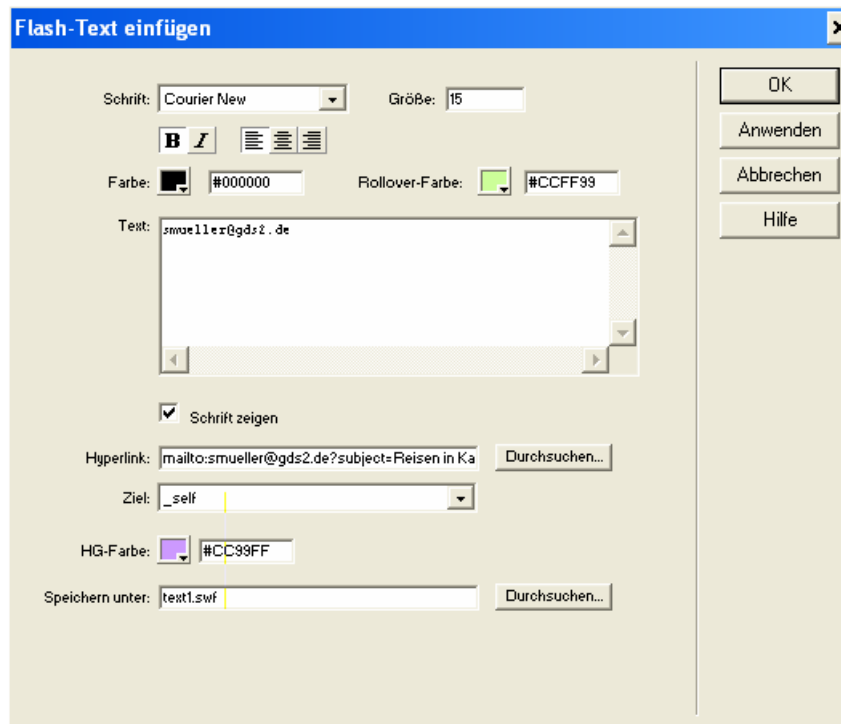 Flash-Text einfügen
Schrift: Courier New Größe: 15 OK
B I Anwenden
Farbe: #000000 Rollover-Farbe: #CCFF99 Abbrechen
Text: smueller@gds2.de Hilfe
Schrift zeigen
Hyperlink: mailto:smueller@gds2.de?subject=Reisen in Ka Durchsuchen...
Ziel: _self
HG-Farbe: #CC99FF
Speichern unter: text1.swf Durchsuchen...